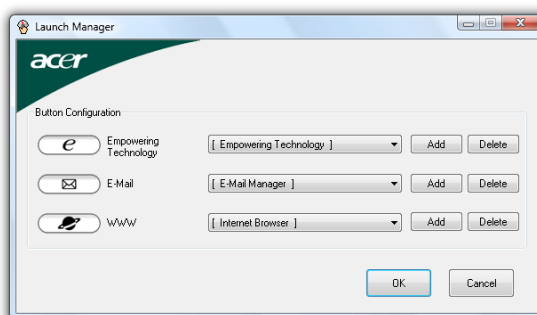 Launch Manager
acer
Button Configuration
e
Empowering
Technology
[ Empowering Technology ]
Add
Delete
E-Mail
[ E-Mail Manager ]
Add
Delete
WWW
[ Internet Browser ]
Add
Delete
OK
Cancel